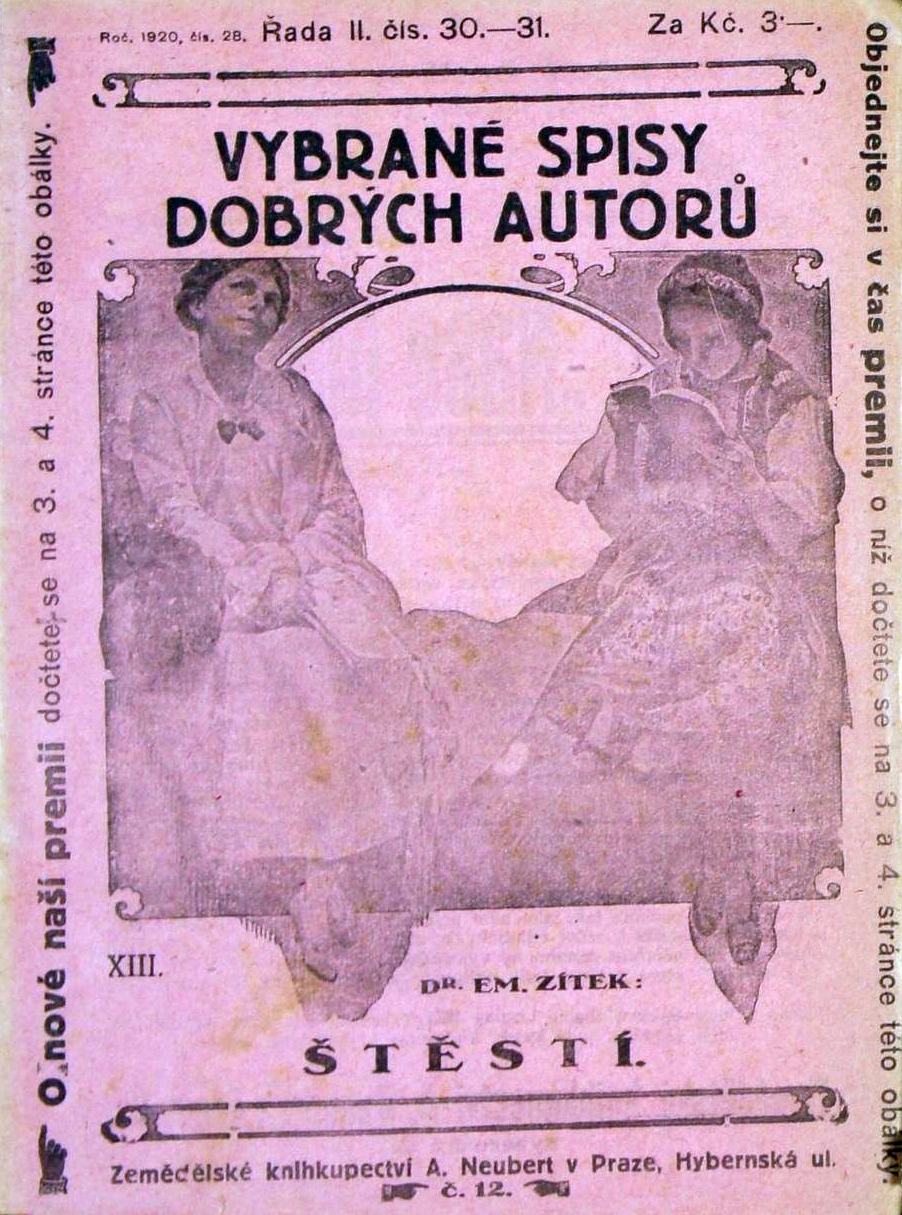 Roč. 1920, čís. 28. Řada II. čís. 30.—31. Za Kč. 3·—.
VYBRANÉ SPISY
DOBRÝCH AUTORŮ
O nové naší premii dočtete se na 3. a 4. stránce této obálky.
Objednejte si v čas premii, o níž dočtete se na 3. a 4. stránce této obálky.
XIII.
DR. EM. ZÍTEK:
ŠTĚSTÍ.
Zemědělské knihkupectví A. Neubert v Praze, Hybernská ul.
č. 12.